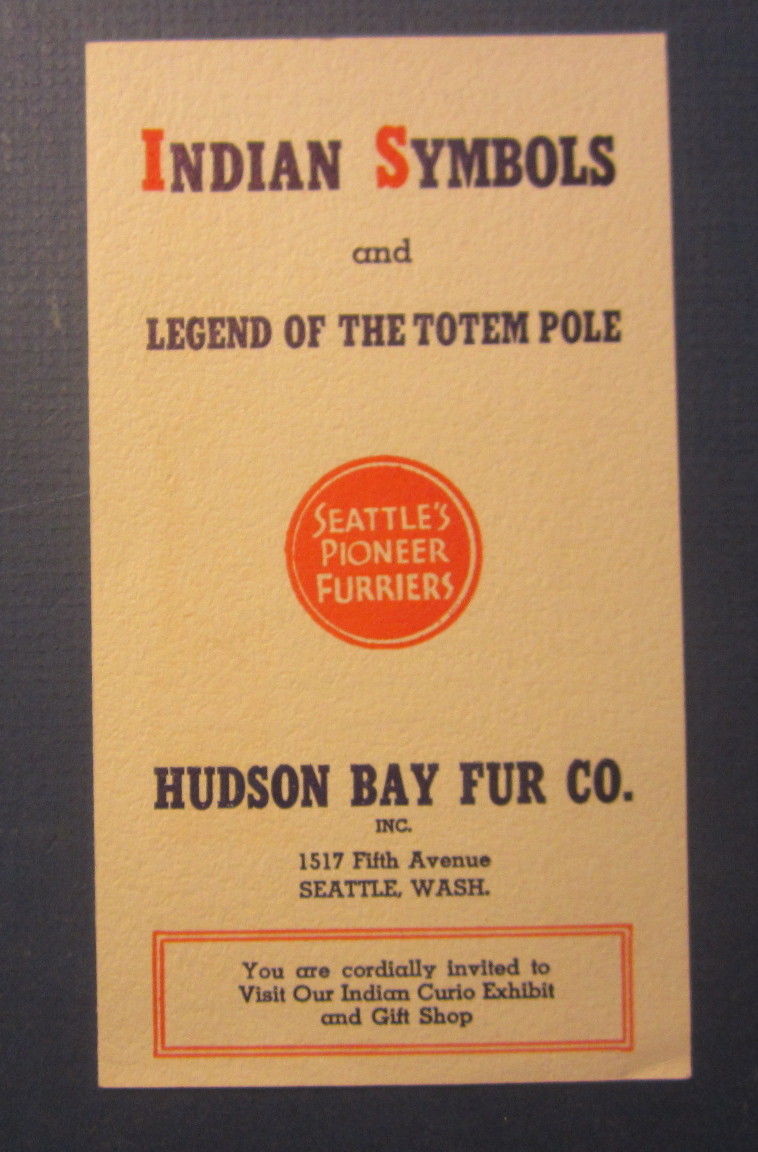 INDIAN SYMBOLS
and
LEGEND OF THE TOTEM POLE
SEATTLE'S
PIONEER
FURRIERS
HUDSON BAY FUR CO.
INC.
1517 Fifth Avenue
SEATTLE, WASH.
You are cordially invited to
Visit Our Indian Curio Exhibit
and Gift Shop